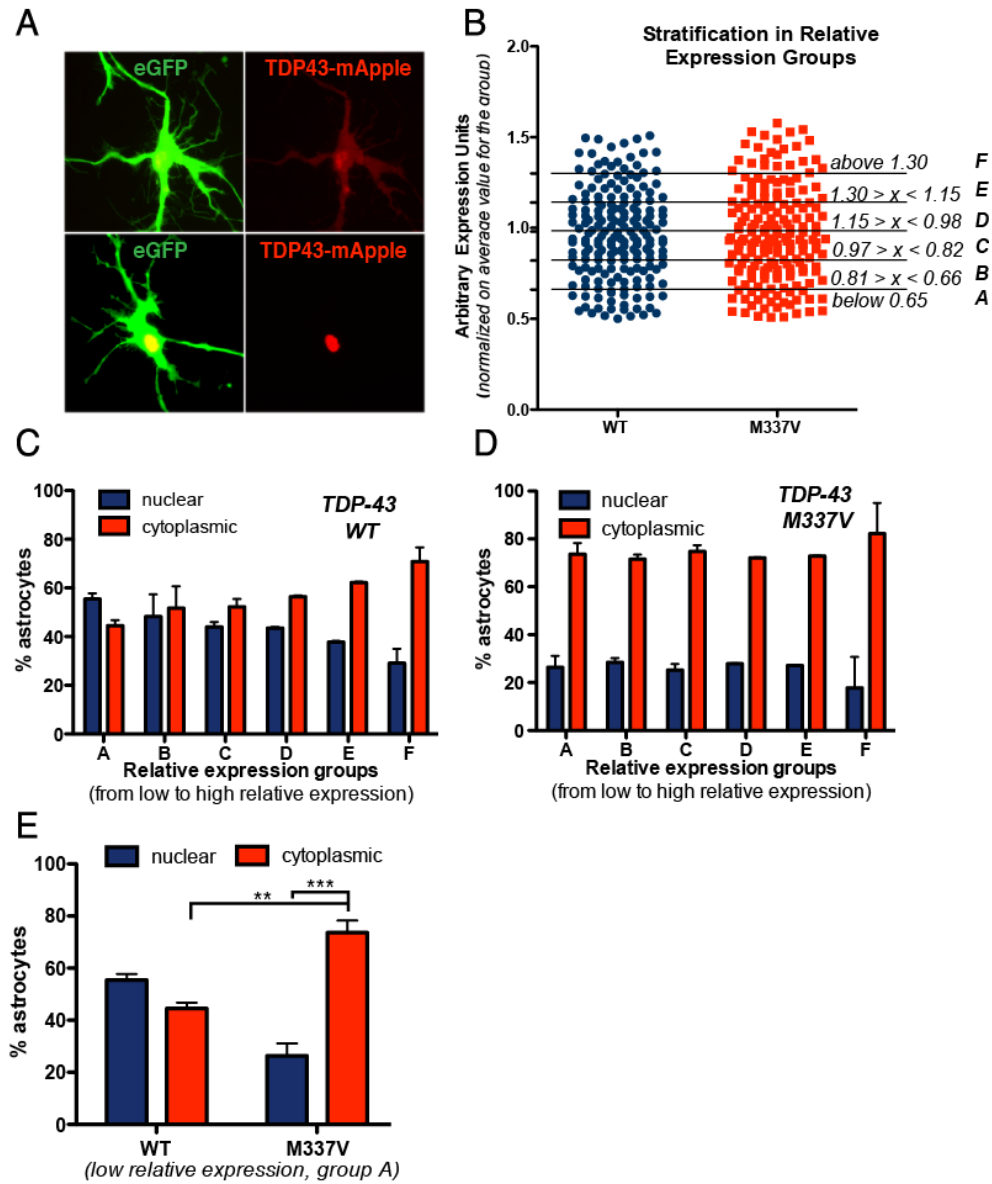 A
eGFP
TDP43-mApple
eGFP
TDP43-mApple
B
Stratification in Relative
Expression Groups
Arbitrary Expression Units
(normalized on average value for the group)
2.0
1.5
1.0
0.5
0.0
above 1.30 F
1.30 > x < 1.15 E
1.15 > x < 0.98 D
0.97 > x < 0.82 C
0.81 > x < 0.66 B
below 0.65 A
WT
M337V
C
nuclear
cytoplasmic
TDP-43
WT
% astrocytes
100
80
60
40
20
0
A B C D E F
Relative expression groups
(from low to high relative expression)
D
nuclear
cytoplasmic
TDP-43
M337V
% astrocytes
100
80
60
40
20
0
A B C D E F
Relative expression groups
(from low to high relative expression)
E
nuclear cytoplasmic
% astrocytes
100
80
60
40
20
0
**
***
WT M337V
(low relative expression, group A)